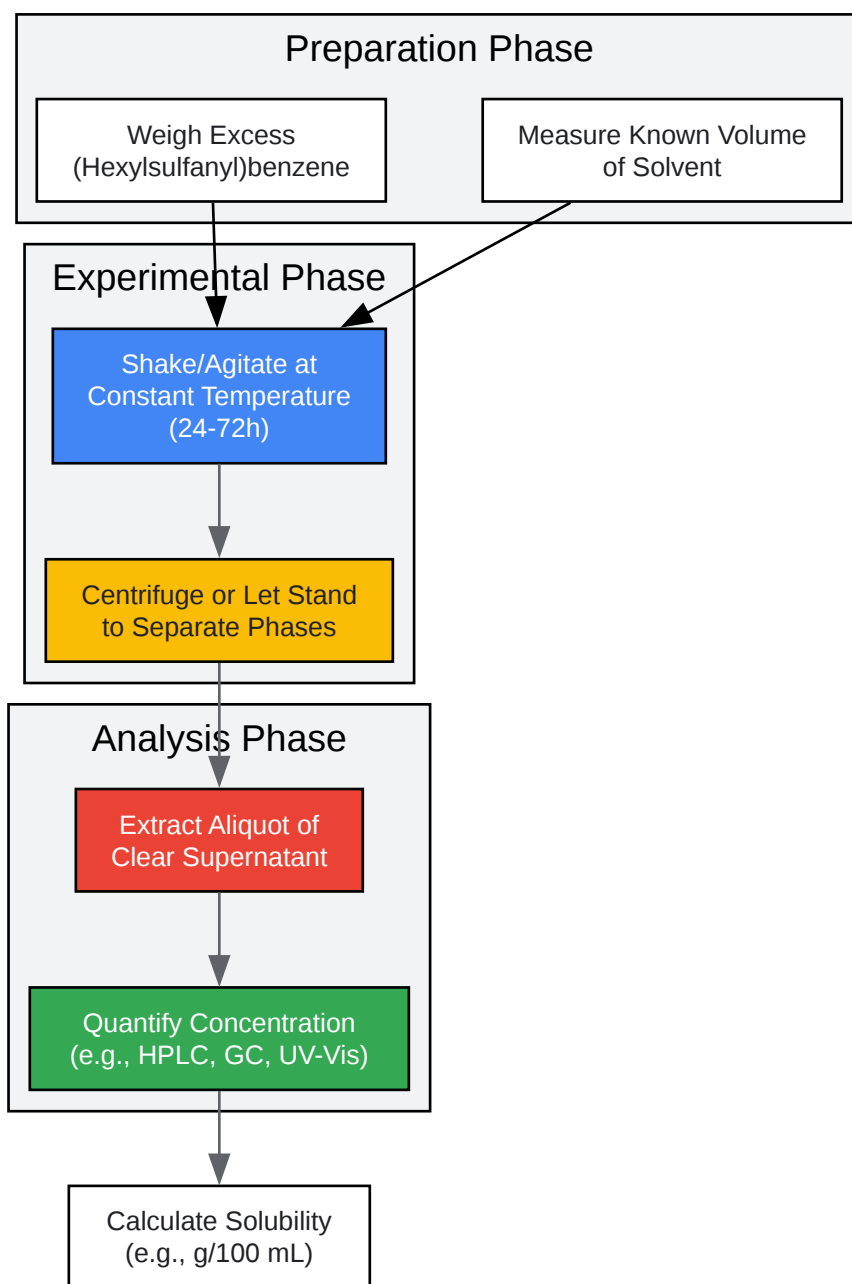 Preparation Phase
Weigh Excess
(Hexylsulfanyl)benzene
Measure Known Volume
of Solvent
Experimental Phase
Shake/Agitate at
Constant Temperature
(24-72h)
Centrifuge or Let Stand
to Separate Phases
Analysis Phase
Extract Aliquot of
Clear Supernatant
Quantify Concentration
(e.g., HPLC, GC, UV-Vis)
Calculate Solubility
(e.g., g/100 mL)